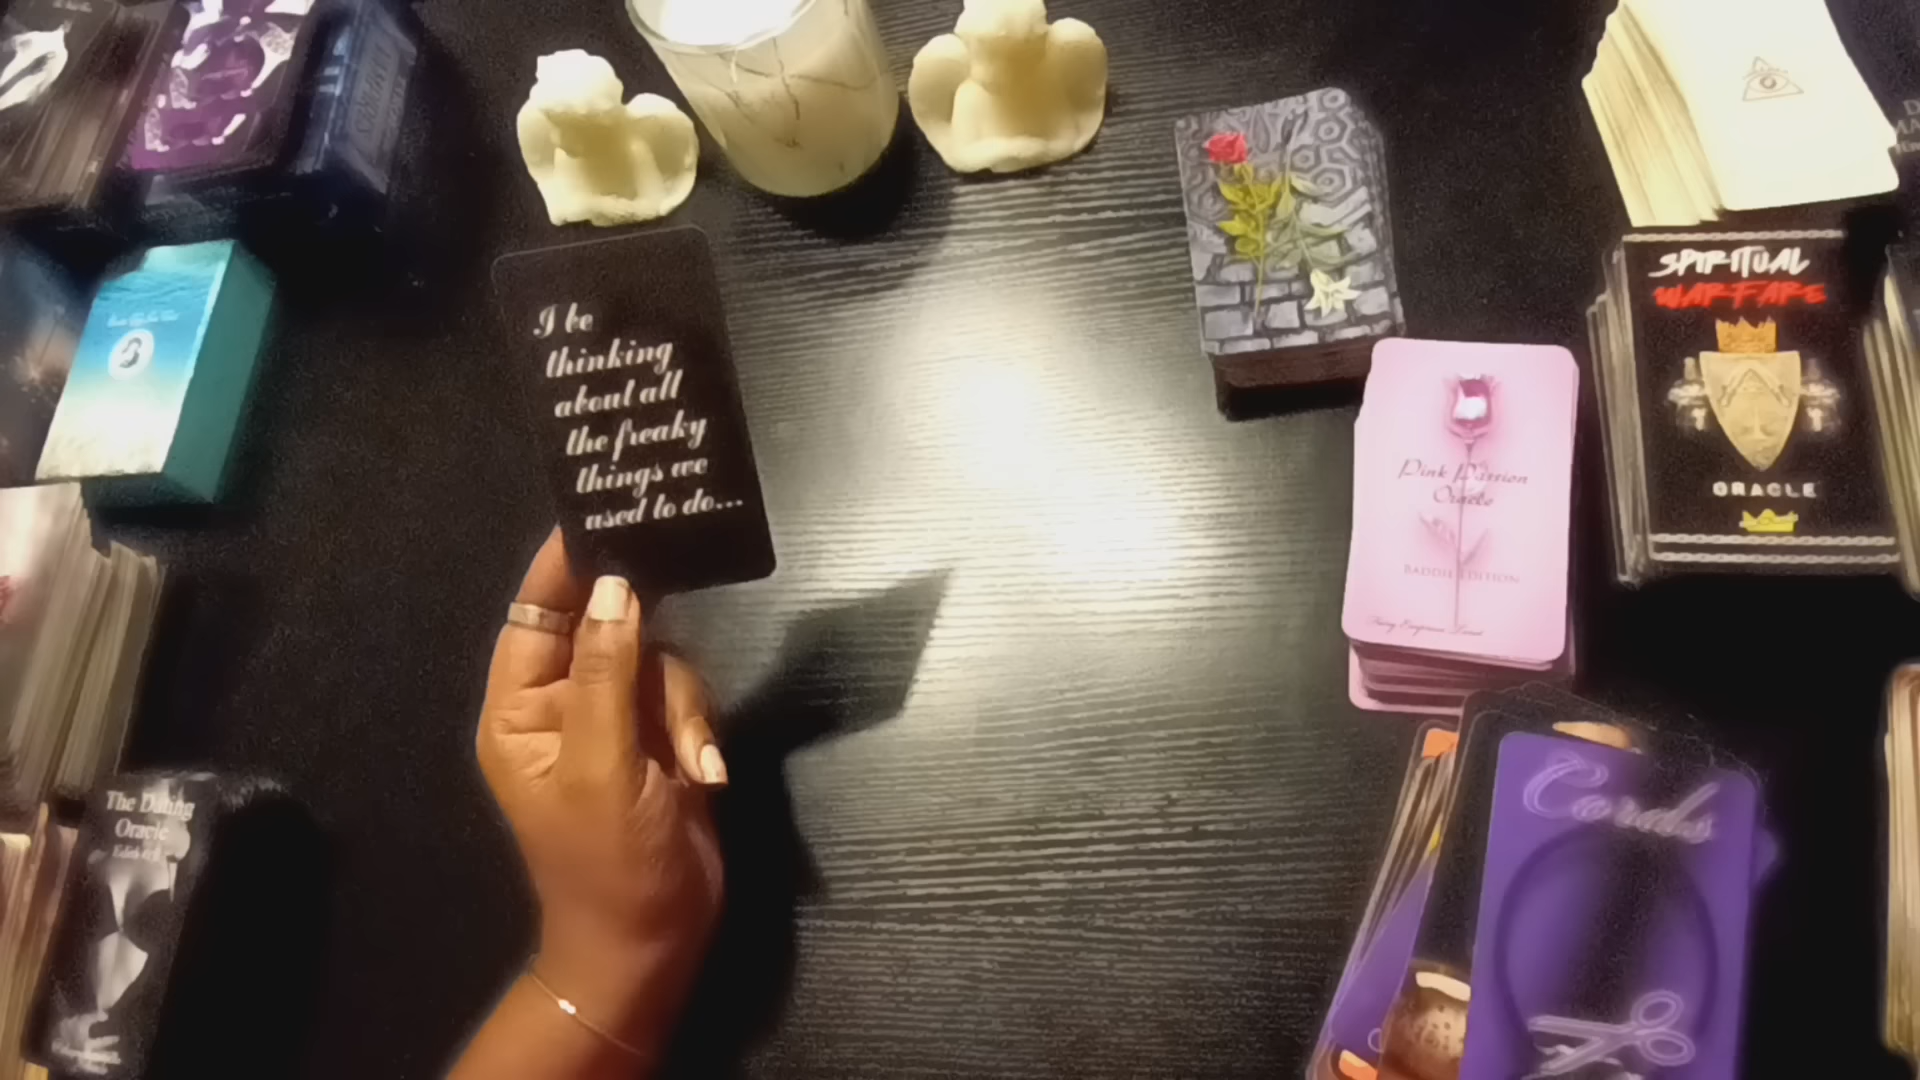 I be
thinking
about all
the freaky
things we
used to do...
SPIRITUAL
WARFARE
ORACLE
Pink Passion
Oracle
BADDIE EDITION
Cords
The Dating
Oracle